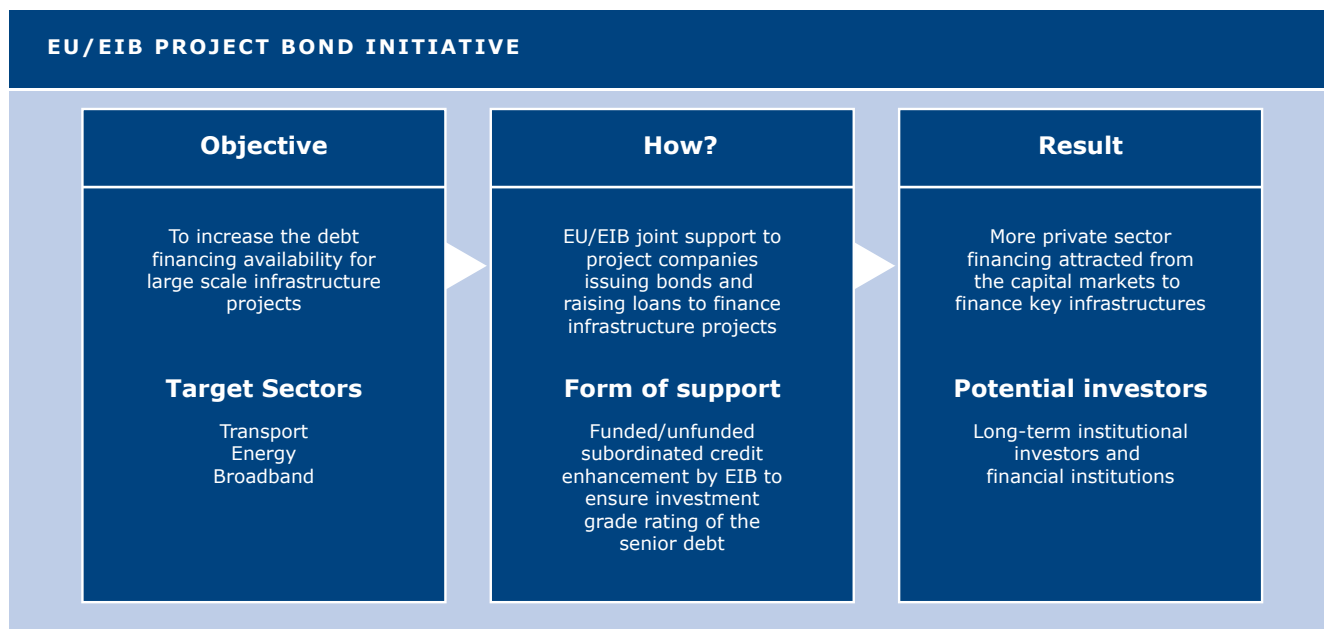 EU/EIB PROJECT BOND INITIATIVE
Objective
To increase the debt
financing availability for
large scale infrastructure
projects
Target Sectors
Transport
Energy
Broadband
How?
EU/EIB joint support to
project companies
issuing bonds and
raising loans to finance
infrastructure projects
Form of support
Funded/unfunded
subordinated credit
enhancement by EIB to
ensure investment
grade rating of the
senior debt
Result
More private sector
financing attracted from
the capital markets to
finance key infrastructures
Potential investors
Long-term institutional
investors and
financial institutions